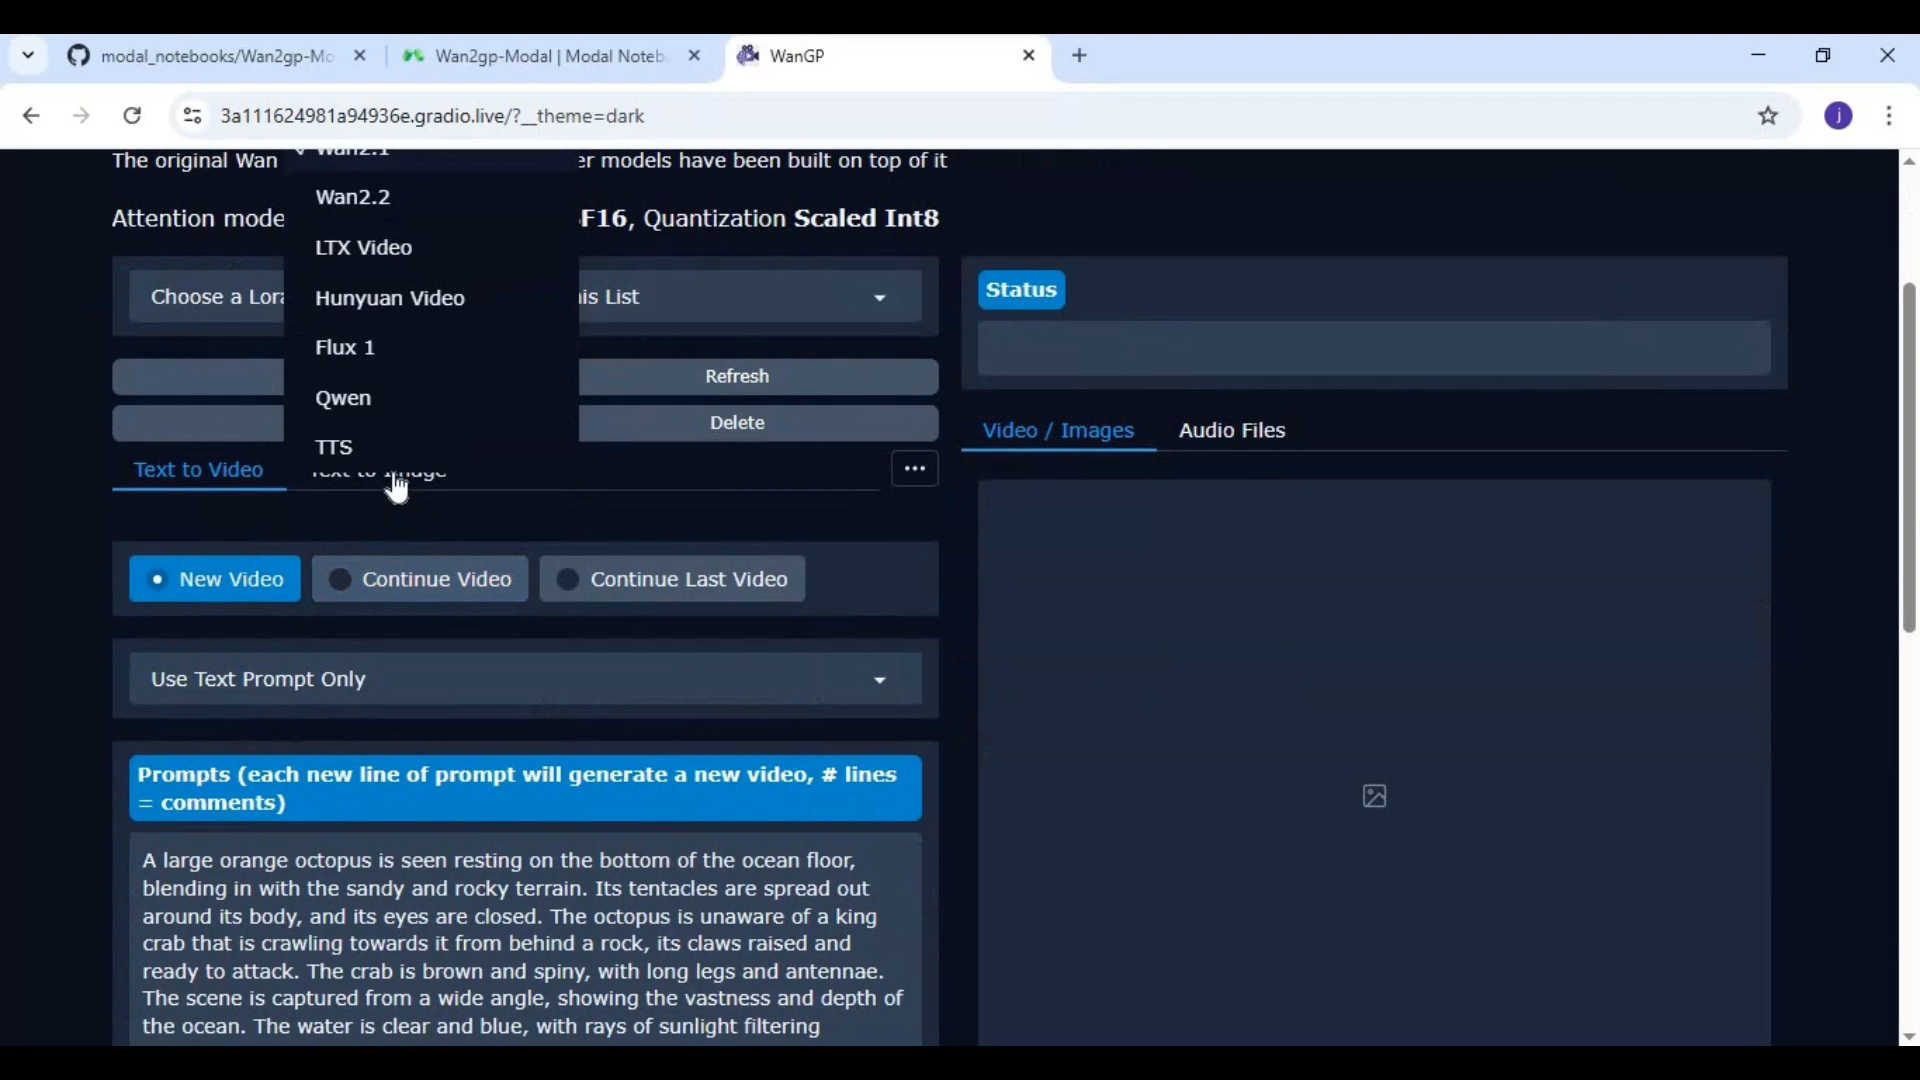 modal_notebooks/Wan2gp-Mo
Wan2gp-Modal | Modal Noteb
WanGP
3a111624981a94936e.gradio.live/?__theme=dark
j
Wan2.1
The original Wan
er models have been built on top of it
Wan2.2
Attention mode
F16, Quantization Scaled Int8
LTX Video
Choose a Lora
his List
Status
Hunyuan Video
Flux 1
Refresh
Qwen
Delete
TTS
Video / Images
Audio Files
Text to Video
Text to Image
New Video
Continue Video
Continue Last Video
Use Text Prompt Only
Prompts (each new line of prompt will generate a new video, # lines
= comments)
A large orange octopus is seen resting on the bottom of the ocean floor,
blending in with the sandy and rocky terrain. Its tentacles are spread out
around its body, and its eyes are closed. The octopus is unaware of a king
crab that is crawling towards it from behind a rock, its claws raised and
ready to attack. The crab is brown and spiny, with long legs and antennae.
The scene is captured from a wide angle, showing the vastness and depth of
the ocean. The water is clear and blue, with rays of sunlight filtering